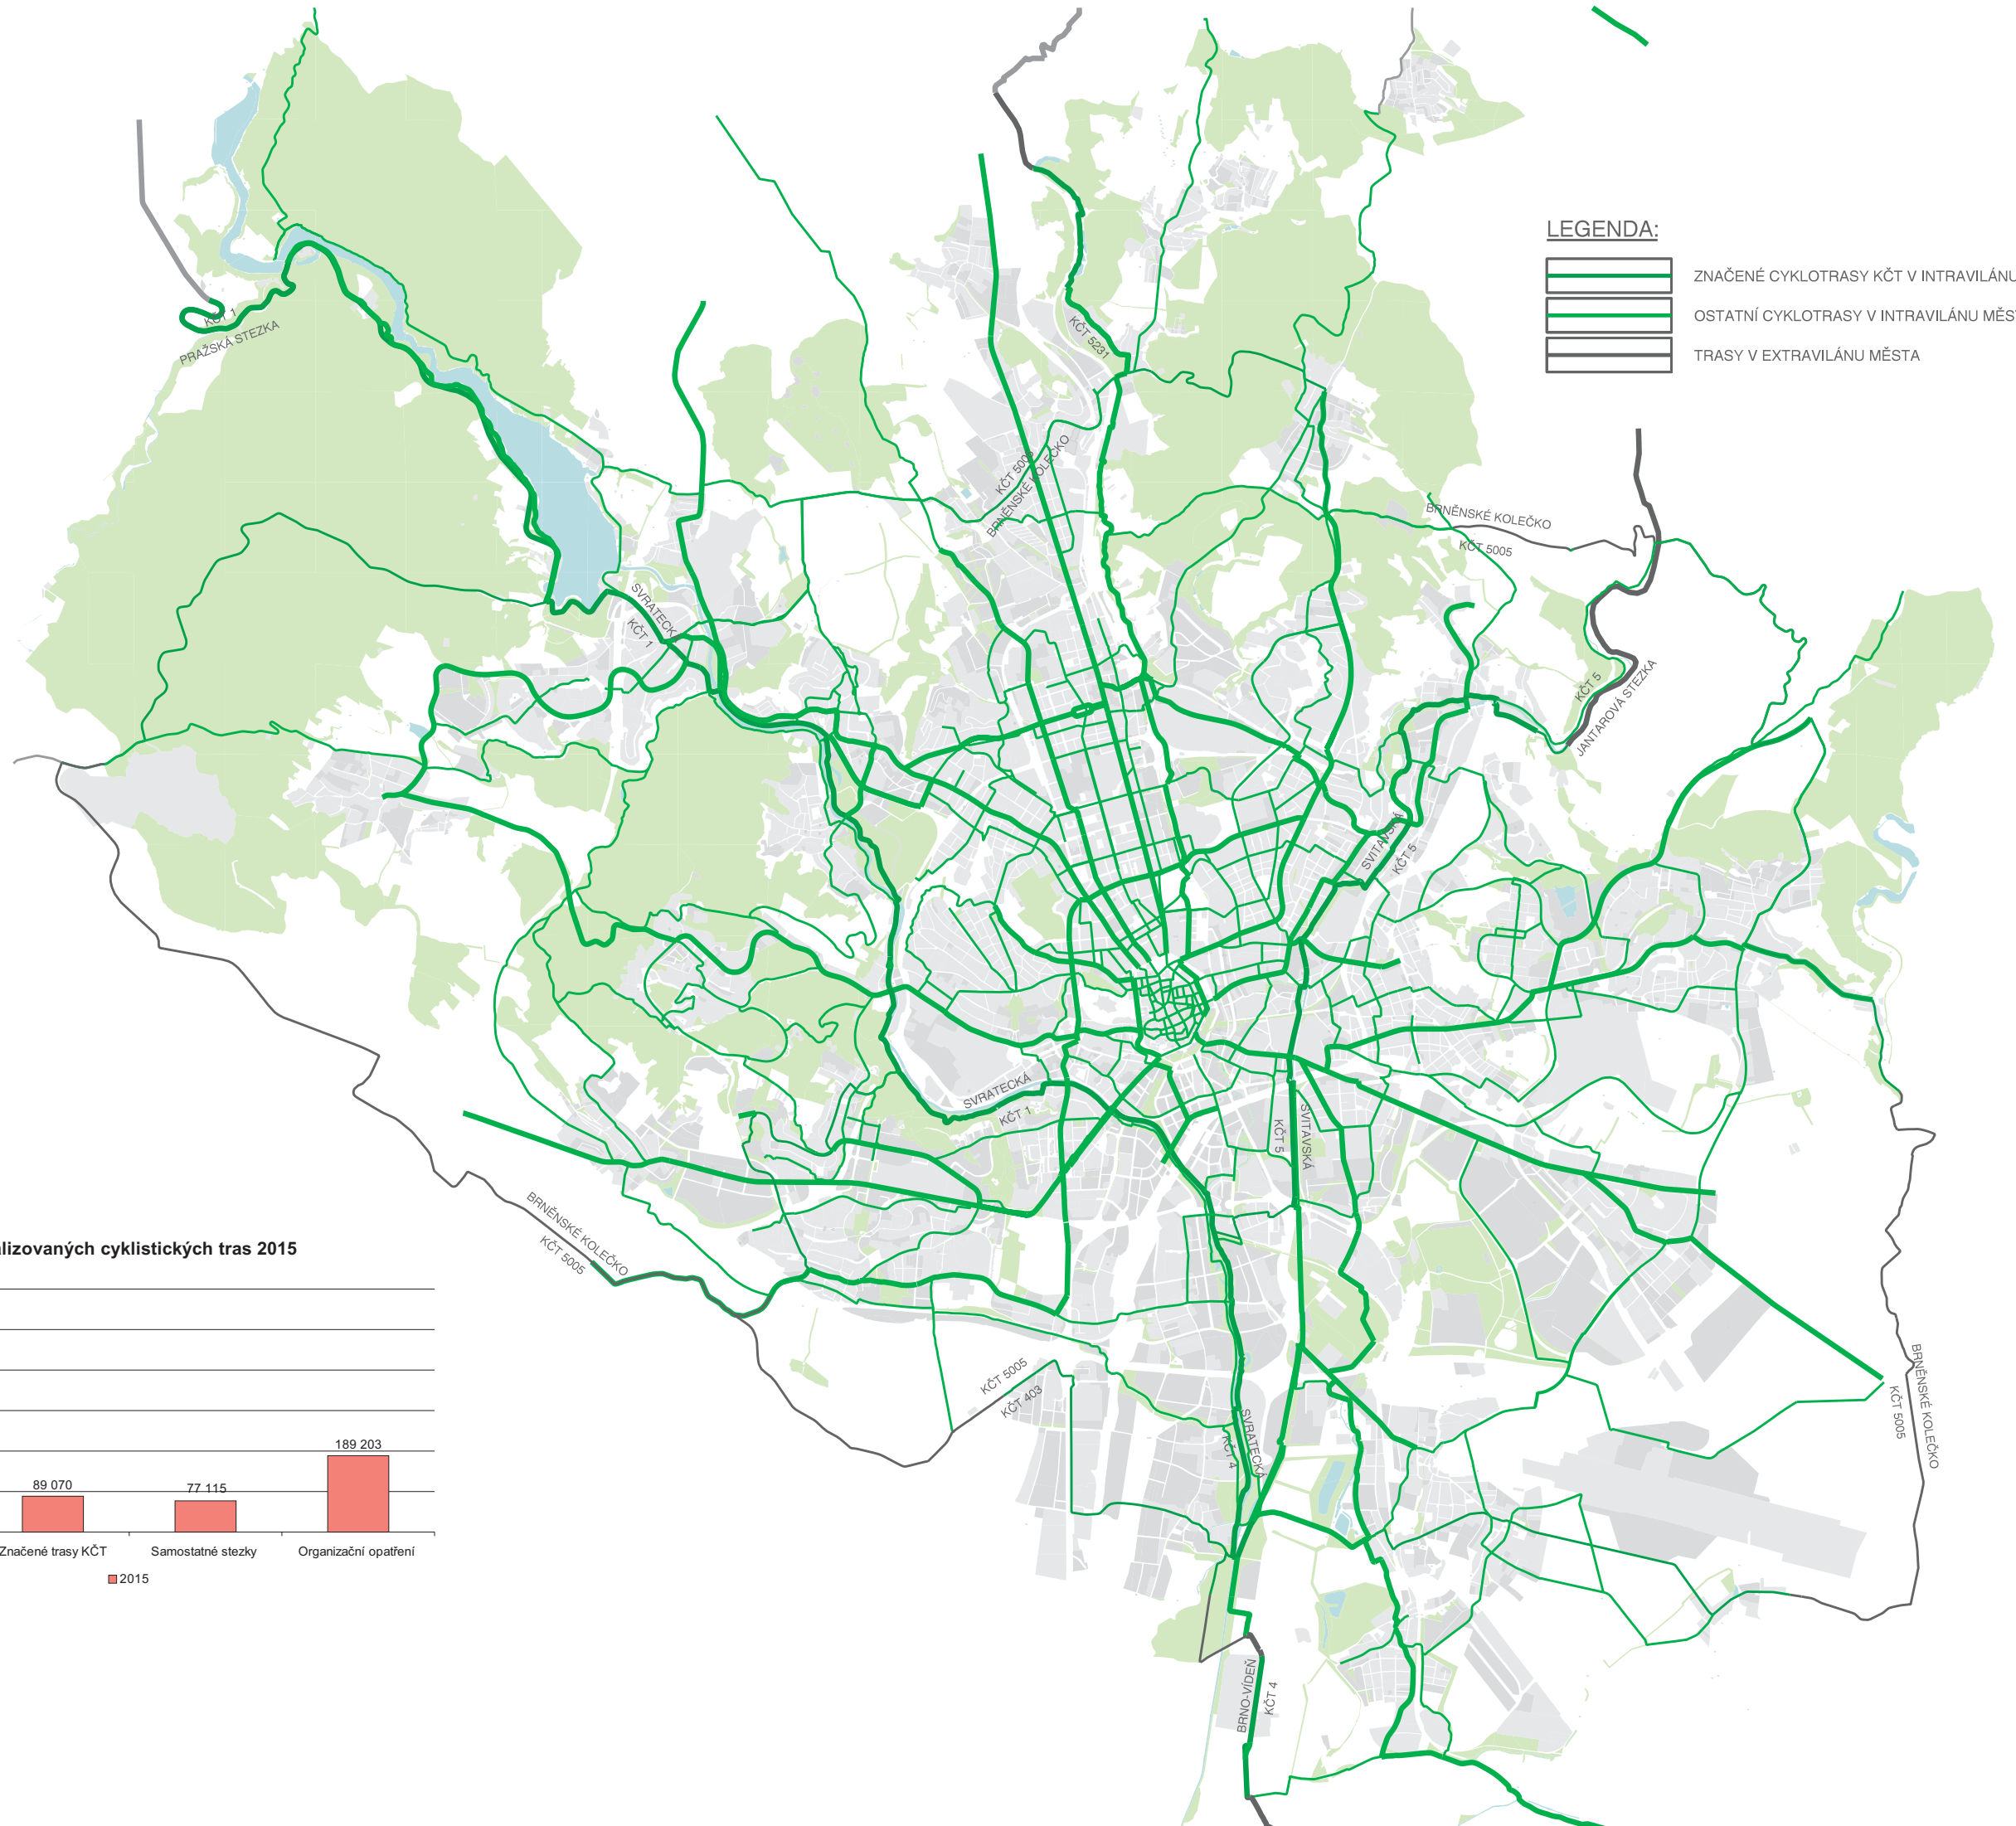 LEGENDA:
ZNAČENÉ CYKLOTRASY KČT V INTRAVILÁNU
OSTATNÍ CYKLOTRASY V INTRAVILÁNU
TRASY V EXTRAVILÁNU MĚSTA
KČT 1
PRAŽSKÁ STEZKA
KČT 5231
KČT 5005
BRNĚNSKÉ KOLEČKO
BRNĚNSKÉ KOLEČKO
KČT 5005
SVRATECKÁ
KČT 1
KČT 5
JANTAROVÁ STEZKA
SVITAVSKÁ
KČT 5
SVRATECKÁ
KČT 1
KČT 5
SVITAVSKÁ
BRNĚNSKÉ KOLEČKO
KČT 5005
KČT 5005
KČT 403
KČT 4
SVRATECKÁ
KČT 5005
BRNĚNSKÉ KOLEČKO
BRNO-VÍDEŇ
KČT 4
cyklistických tras 2015
89 070
77 115
189 203
Značené trasy KČT
Samostatné stezky
Organizační opatření
2015